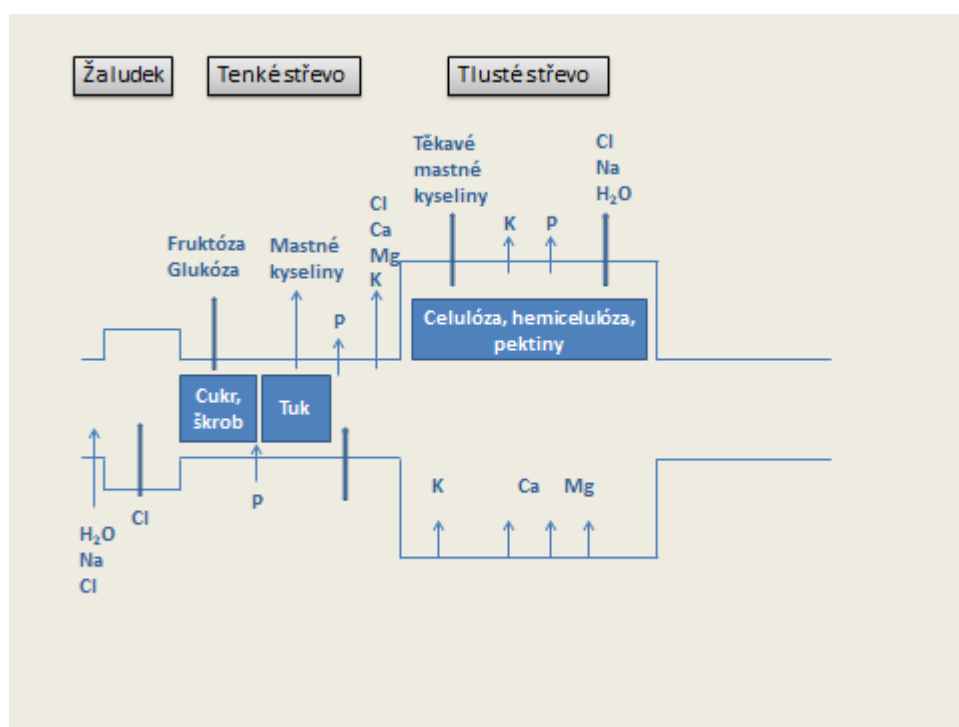 Žaludek
Tenké střevo
Tlusté střevo
Těkavé
mastné
kyseliny
Cl
Na
H₂O
Cl
Ca
Mg
K
K
P
Fruktóza
Glukóza
Mastné
kyseliny
P
Celulóza, hemicelulóza,
pektiny
Cukr,
škrob
Tuk
P
Cl
H₂O
Na
Cl
K
Ca
Mg